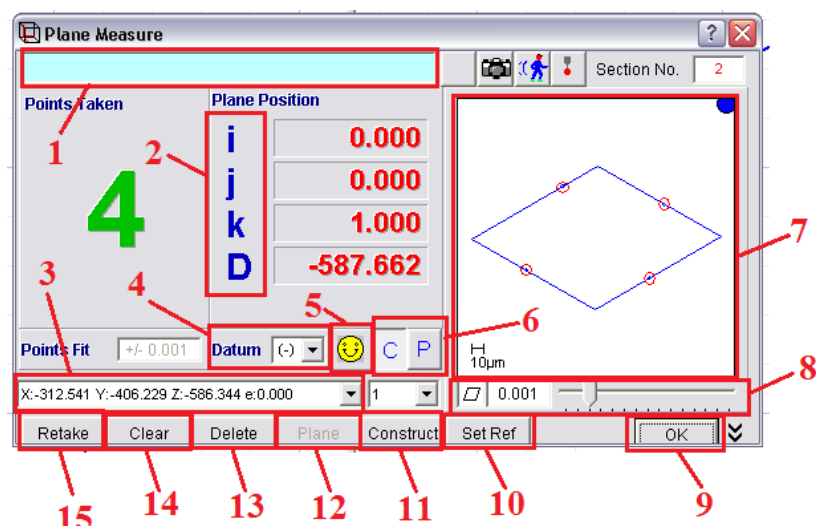 Plane Measure
Section No. 2
Points Taken
Plane Position
1
2
i 0.000
4
j 0.000
k 1.000
7
3
D -587.662
4
5
6
Points Fit +/- 0.001 Datum (-) C P
10µm
8
X:-312.541 Y:-406.229 Z:-586.344 e:0.000 1 0.001
Retake Clear Delete Plane Construct Set Ref OK
15 14 13 12 11 10 9